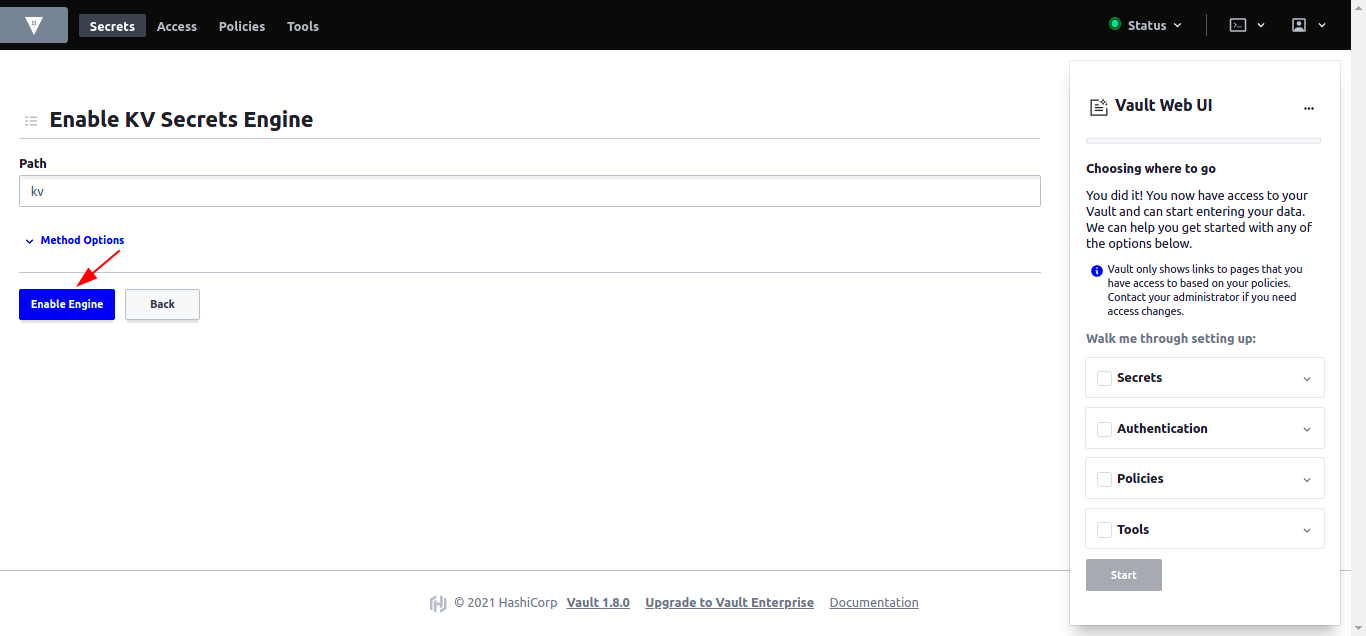 Secrets Access Policies Tools Status
Enable KV Secrets Engine
Path
kv
Method Options
Enable Engine Back
Vault Web UI
Choosing where to go
You did it! You now have access to your
Vault and can start entering your data.
We can help you get started with any of
the options below.
Vault only shows links to pages that you
have access to based on your policies.
Contact your administrator if you need
access changes.
Walk me through setting up:
Secrets
Authentication
Policies
Tools
Start
© 2021 HashiCorp Vault 1.8.0 Upgrade to Vault Enterprise Documentation